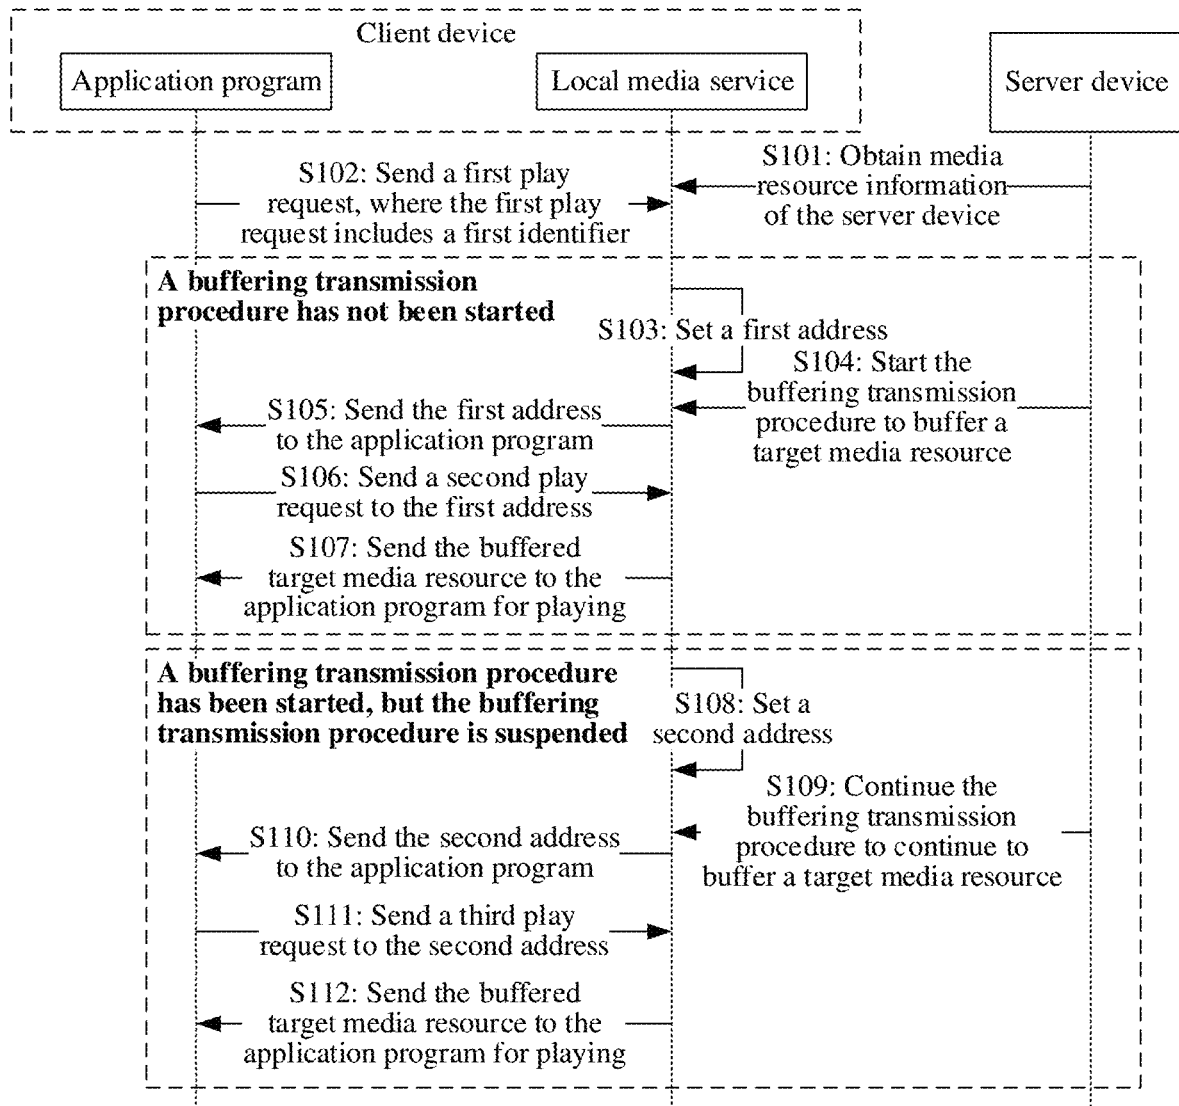 Client device
Application program
Local media service
Server device
S101: Obtain media
resource information
of the server device
S102: Send a first play
request, where the first play
request includes a first identifier
A buffering transmission
procedure has not been started
S103: Set a first address
S104: Start the
buffering transmission
procedure to buffer a
target media resource
S105: Send the first address
to the application program
S106: Send a second play
request to the first address
S107: Send the buffered
target media resource to the
application program for playing
A buffering transmission procedure
has been started, but the buffering
transmission procedure is suspended
S108: Set a
second address
S109: Continue the
buffering transmission
procedure to continue to
buffer a target media resource
S110: Send the second address
to the application program
S111: Send a third play
request to the second address
S112: Send the buffered
target media resource to the
application program for playing